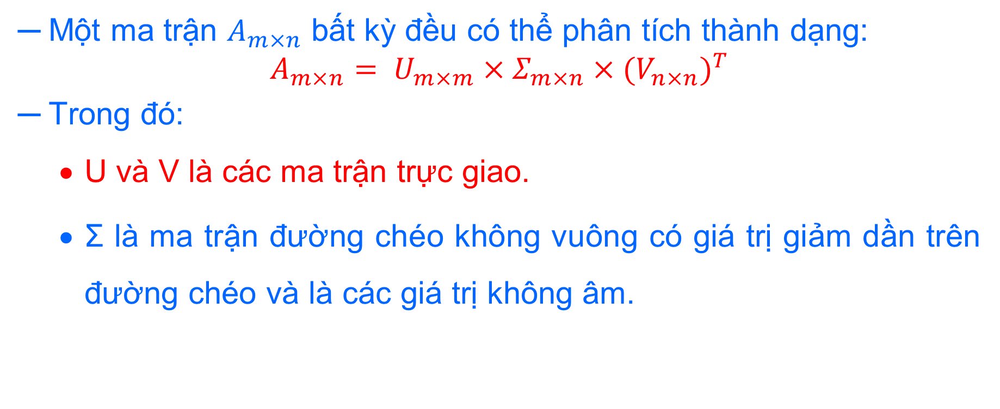 — Một ma trận $A_{m \times n}$ bất kỳ đều có thể phân tích thành dạng:
$A_{m \times n} = U_{m \times m} \times \Sigma_{m \times n} \times (V_{n \times n})^T$
— Trong đó:
• U và V là các ma trận trực giao.
• Σ là ma trận đường chéo không vuông có giá trị giảm dần trên
đường chéo và là các giá trị không âm.